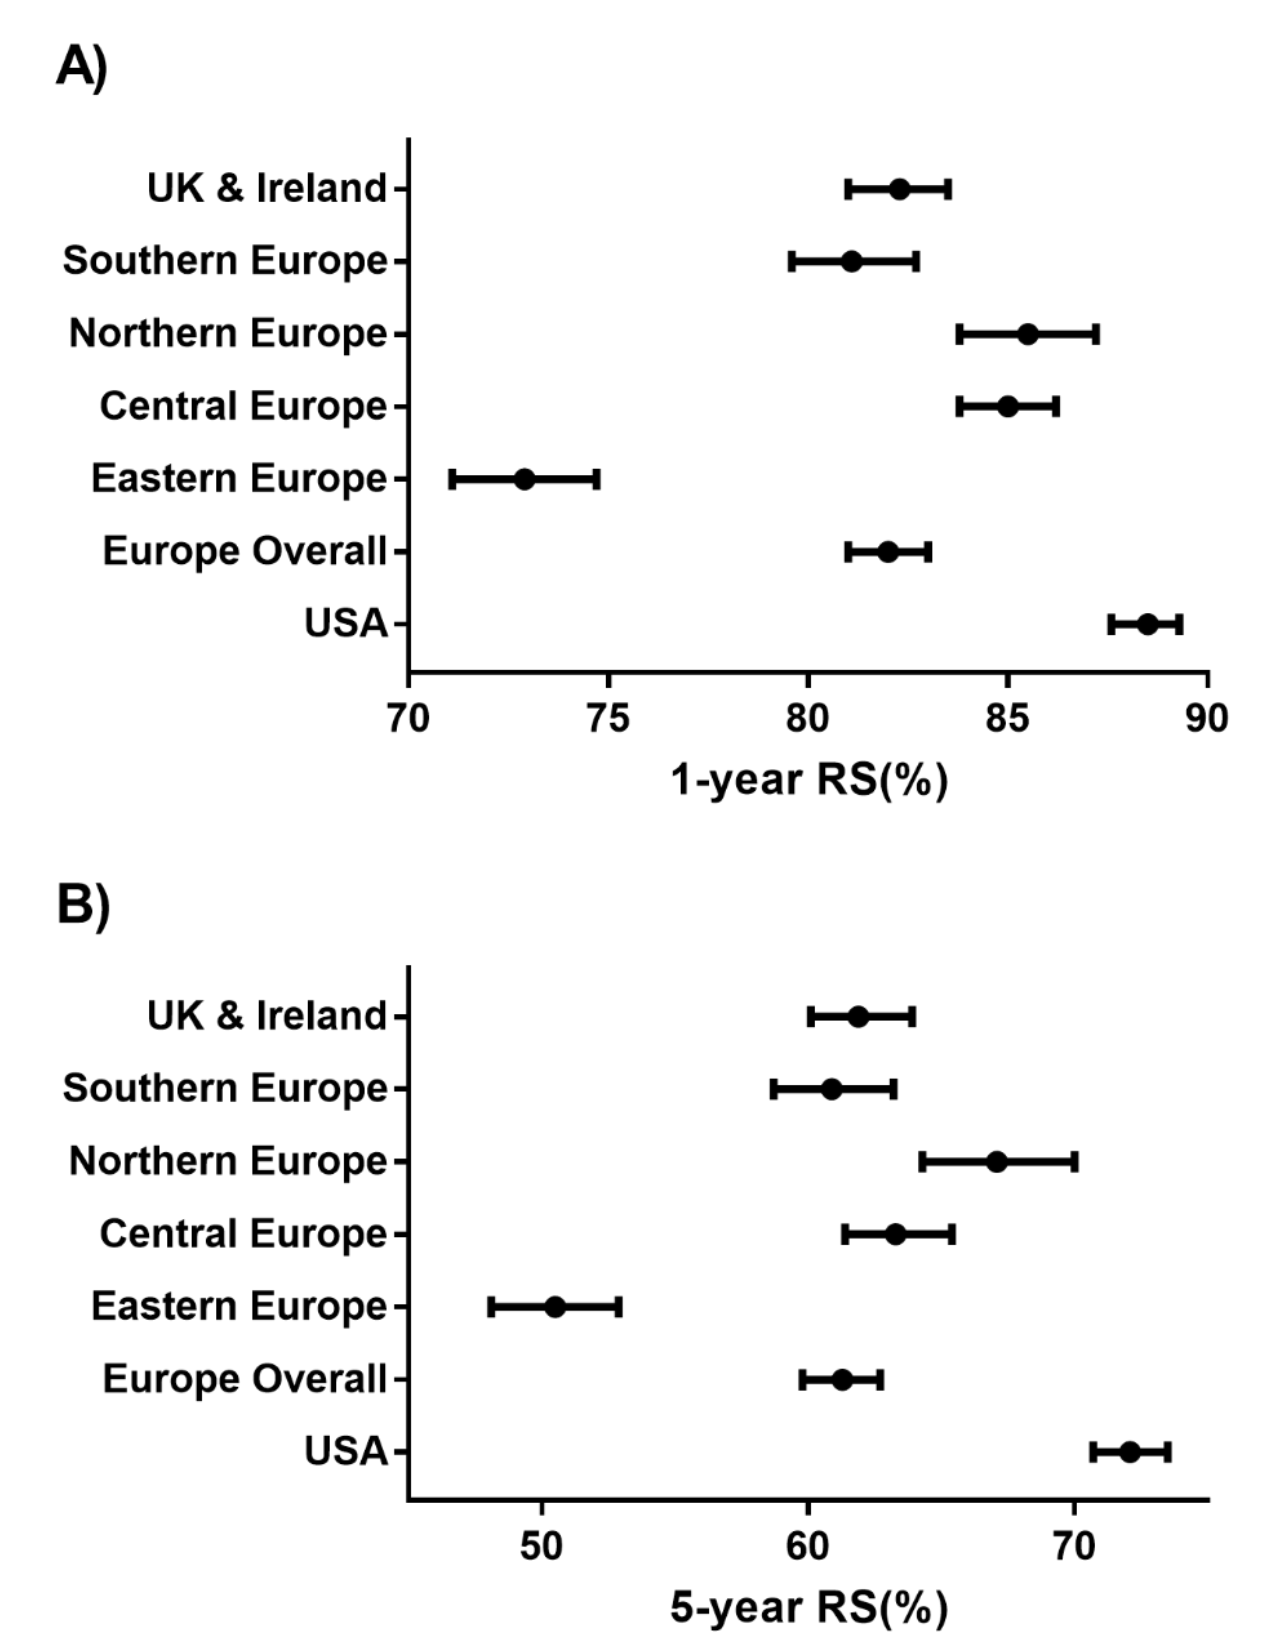 A)
UK & Ireland
Southern Europe
Northern Europe
Central Europe
Eastern Europe
Europe Overall
USA
70 75 80 85 90
1-year RS(%)
B)
UK & Ireland
Southern Europe
Northern Europe
Central Europe
Eastern Europe
Europe Overall
USA
50 60 70
5-year RS(%)